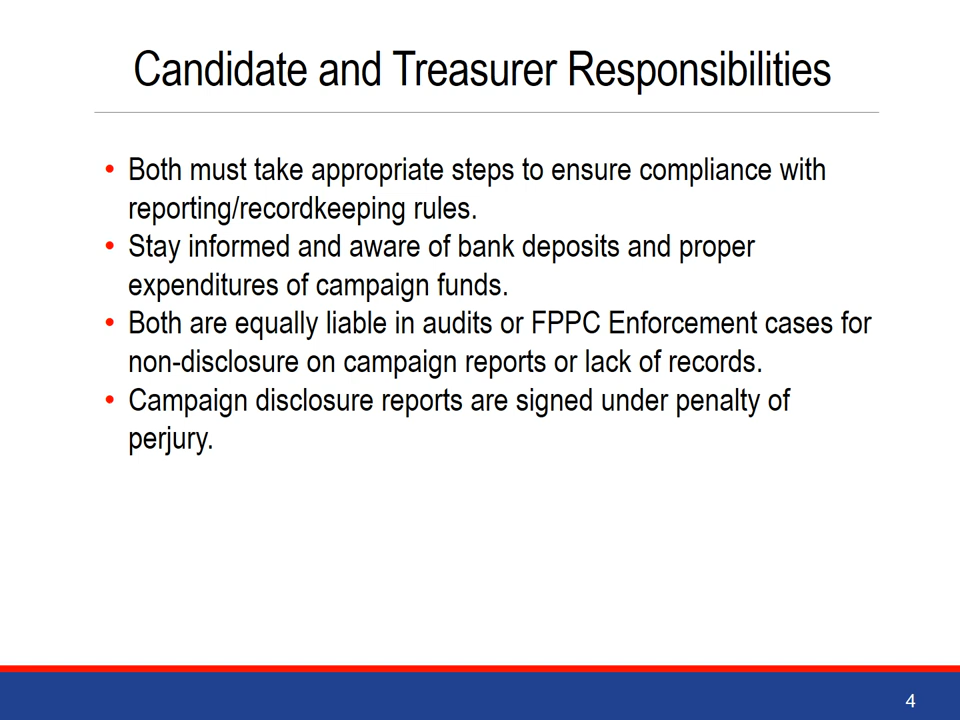 Candidate and Treasurer Responsibilities
• Both must take appropriate steps to ensure compliance with
reporting/recordkeeping rules.
• Stay informed and aware of bank deposits and proper
expenditures of campaign funds.
• Both are equally liable in audits or FPPC Enforcement cases for
non-disclosure on campaign reports or lack of records.
• Campaign disclosure reports are signed under penalty of
perjury.
4